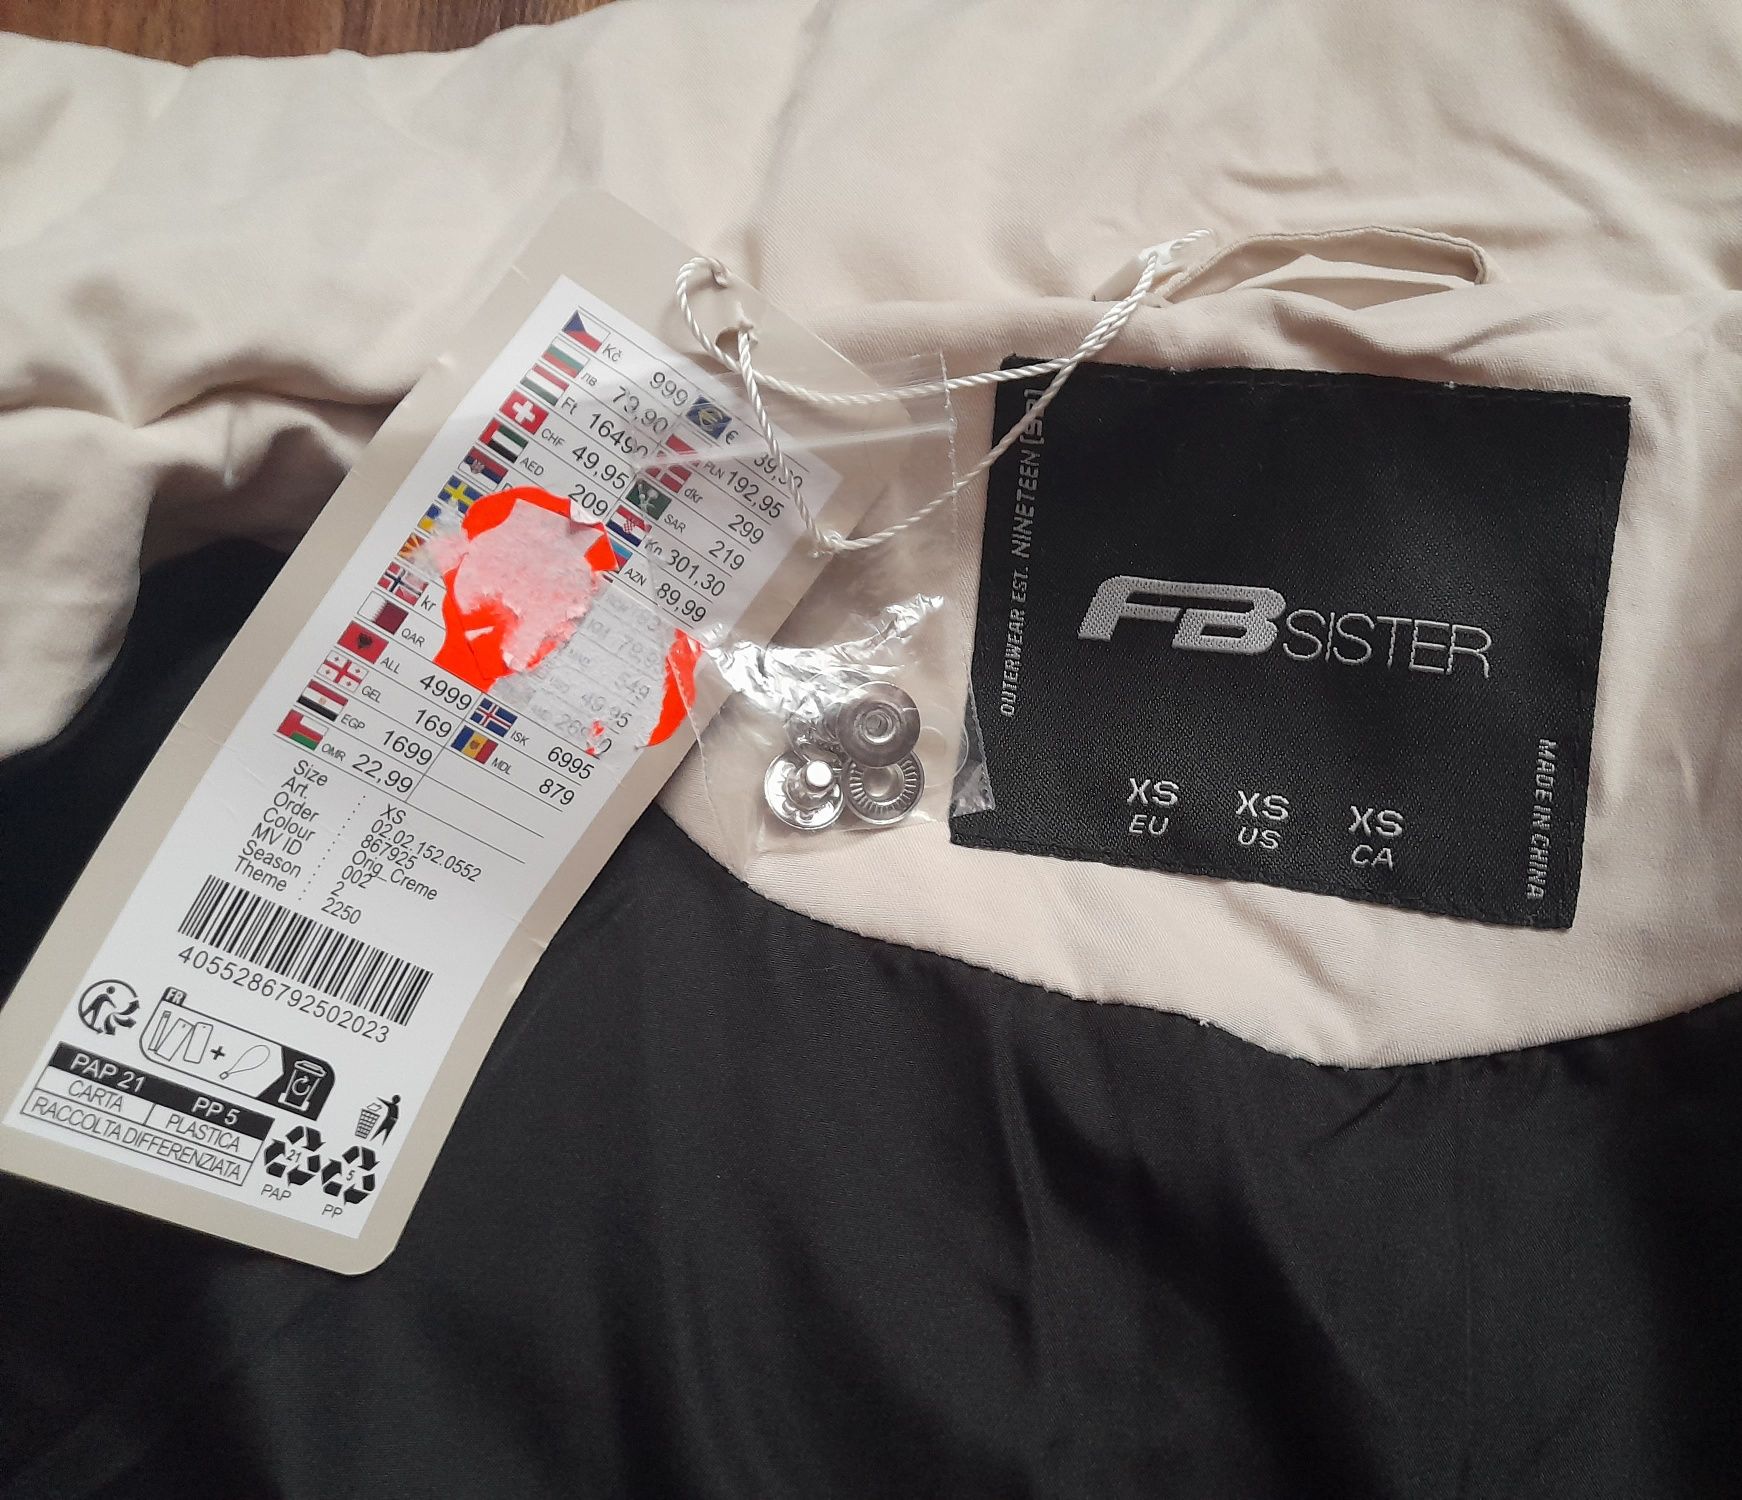 Kč 999
€
лв 79,90
PLN 192,95
Ft
dkr 299
CHF 49,95
SAR 219
AED 209
Kn 301,30
AZN 89,99
kr
QAR
ALL 4999
ISK 6995
GEL 169
MDL 879
EGP 1699
OMR 22,99
Size : XS
Art. : 02.02.152.0552
Order : 867925
Colour : Orig_Creme
MV ID : 002
Season : 2
Theme : 2250
4055286792502023
FR
PAP 21 PP 5
CARTA PLASTICA
RACCOLTA DIFFERENZIATA
21
PAP
5
PP
OUTERWEAR EST. NINETEEN
FB SISTER
XS XS XS
EU US CA
MADE IN CHINA